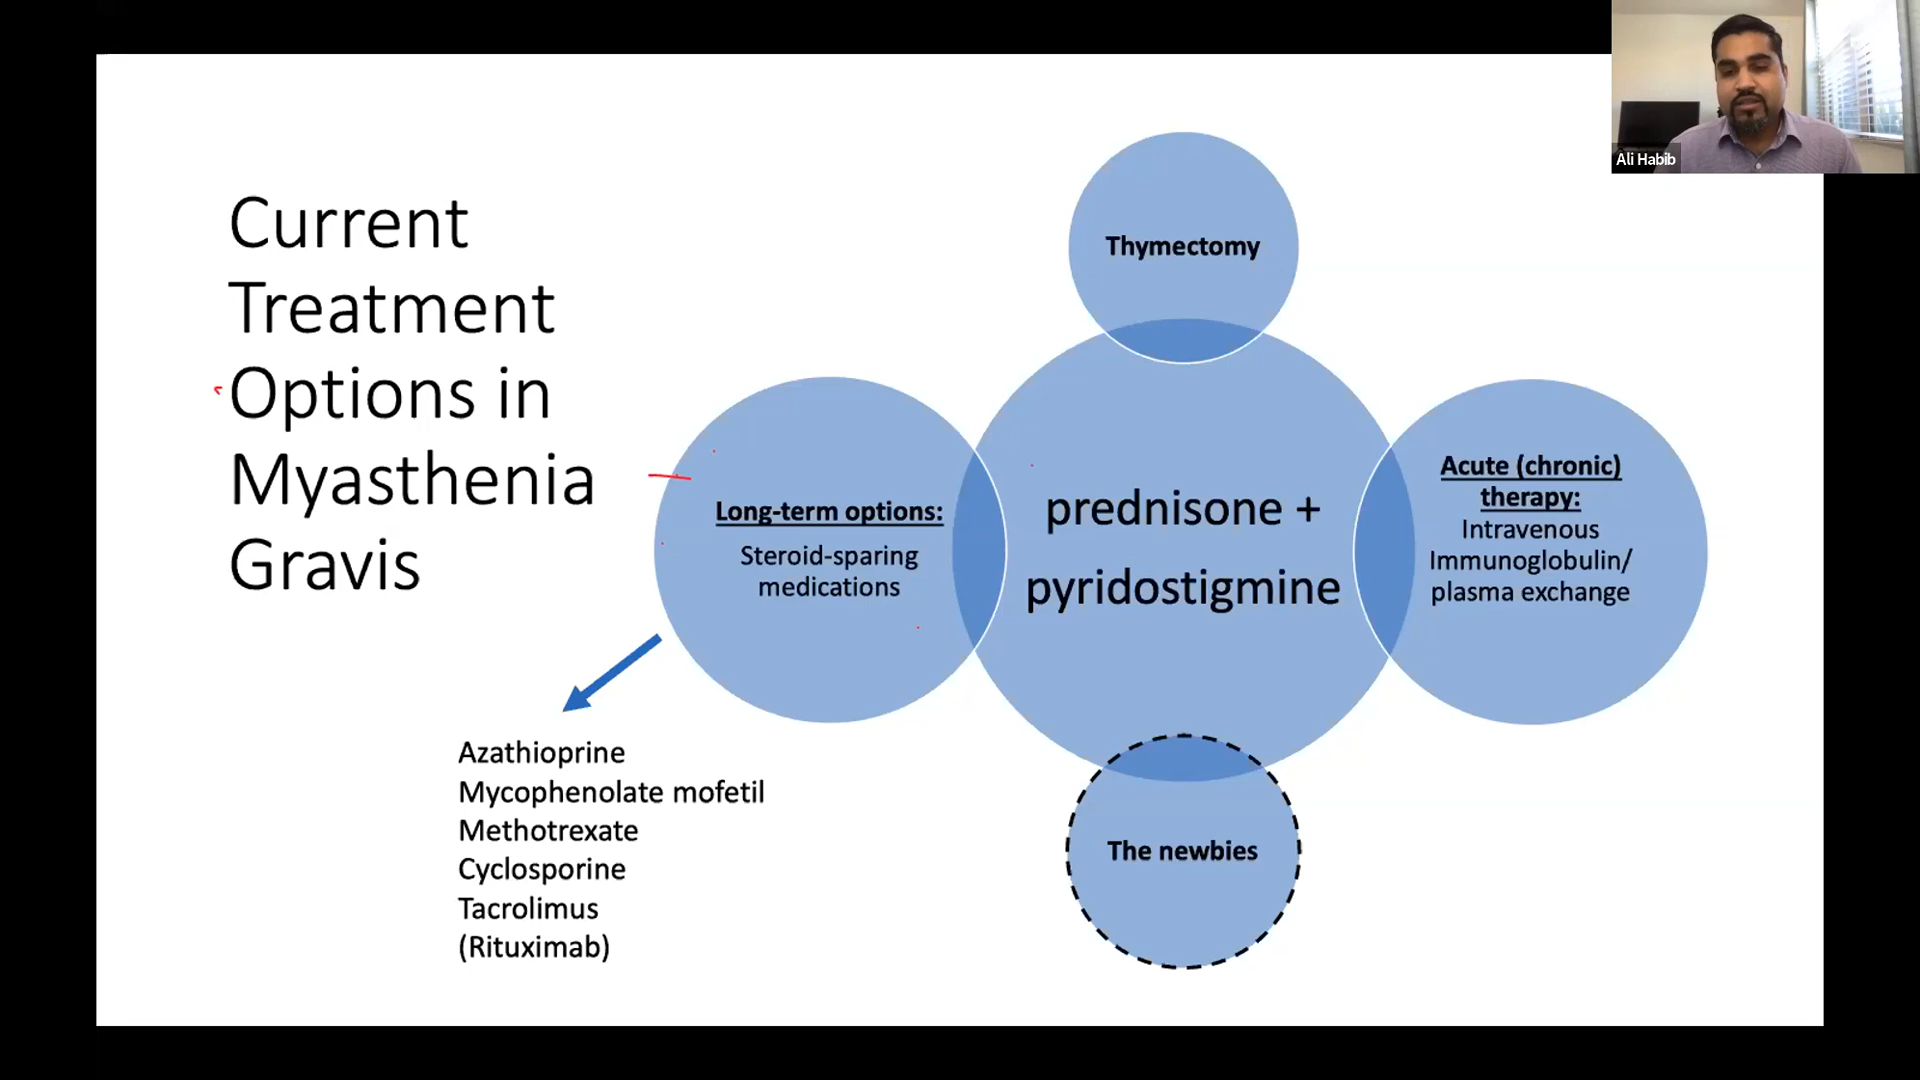 Current
Treatment
Options in
Myasthenia
Gravis
Thymectomy
Long-term options:
Steroid-sparing
medications
prednisone +
pyridostigmine
Acute (chronic)
therapy:
Intravenous
Immunoglobulin/
plasma exchange
The newbies
Azathioprine
Mycophenolate mofetil
Methotrexate
Cyclosporine
Tacrolimus
(Rituximab)
Ali Habib